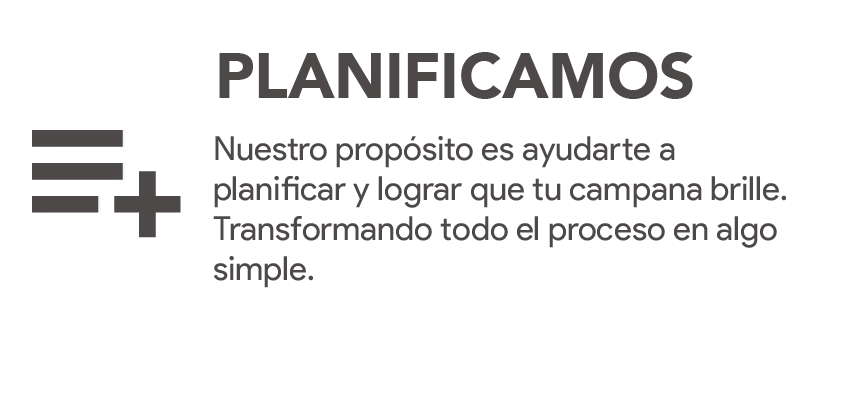 PLANIFICAMOS
Nuestro propósito es ayudarte a
planificar y lograr que tu campana brille.
Transformando todo el proceso en algo
simple.